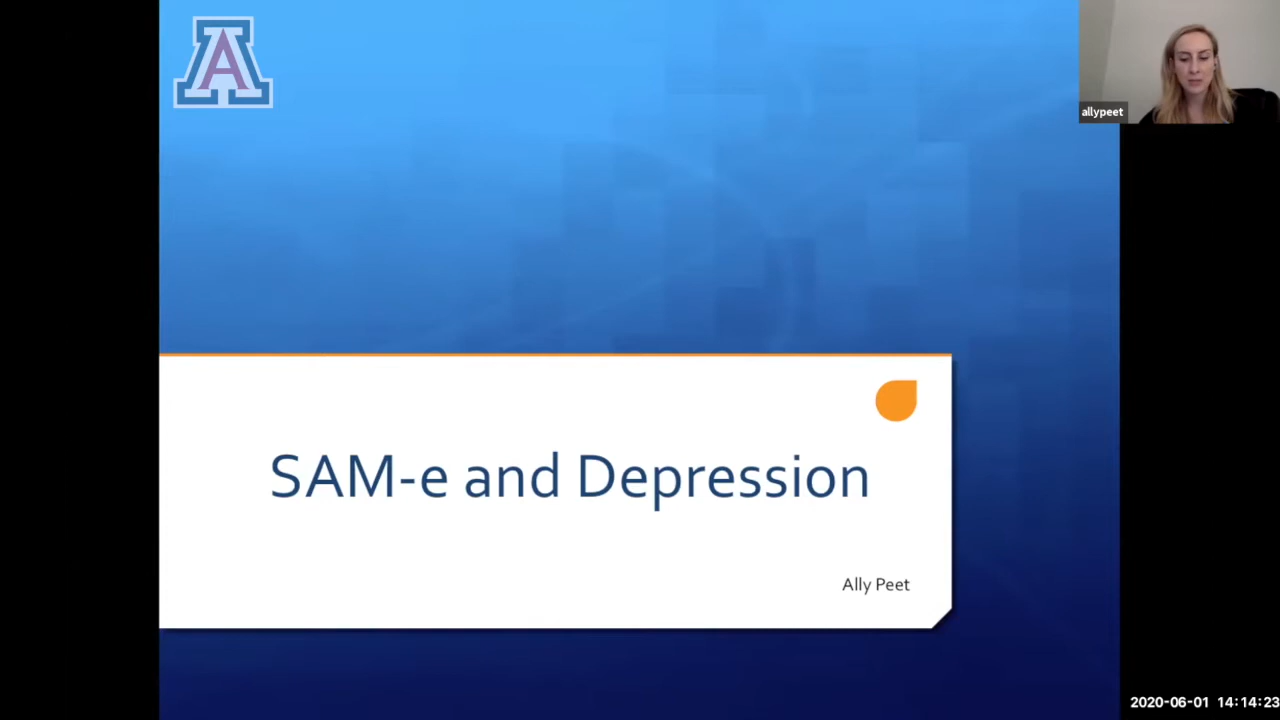 A
allypeet
SAM-e and Depression
Ally Peet
2020-06-01 14:14:23